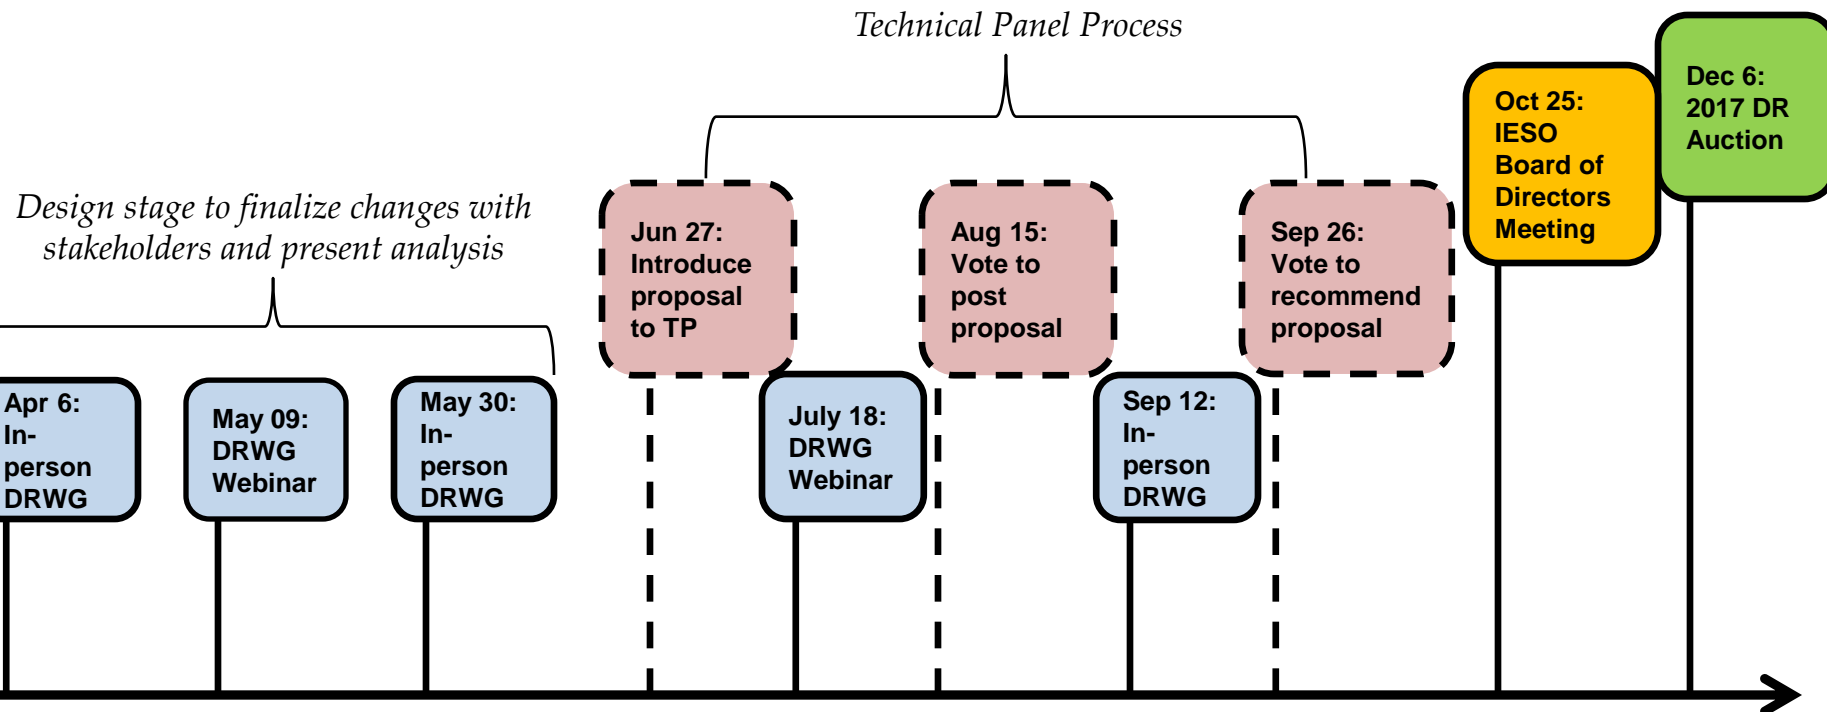 Technical Panel Process
Design stage to finalize changes with
stakeholders and present analysis
Apr 6:
In-
person
DRWG
May 09:
DRWG
Webinar
May 30:
In-
person
DRWG
Jun 27:
Introduce
proposal
to TP
July 18:
DRWG
Webinar
Aug 15:
Vote to
post
proposal
Sep 12:
In-
person
DRWG
Sep 26:
Vote to
recommend
proposal
Oct 25:
IESO
Board of
Directors
Meeting
Dec 6:
2017 DR
Auction